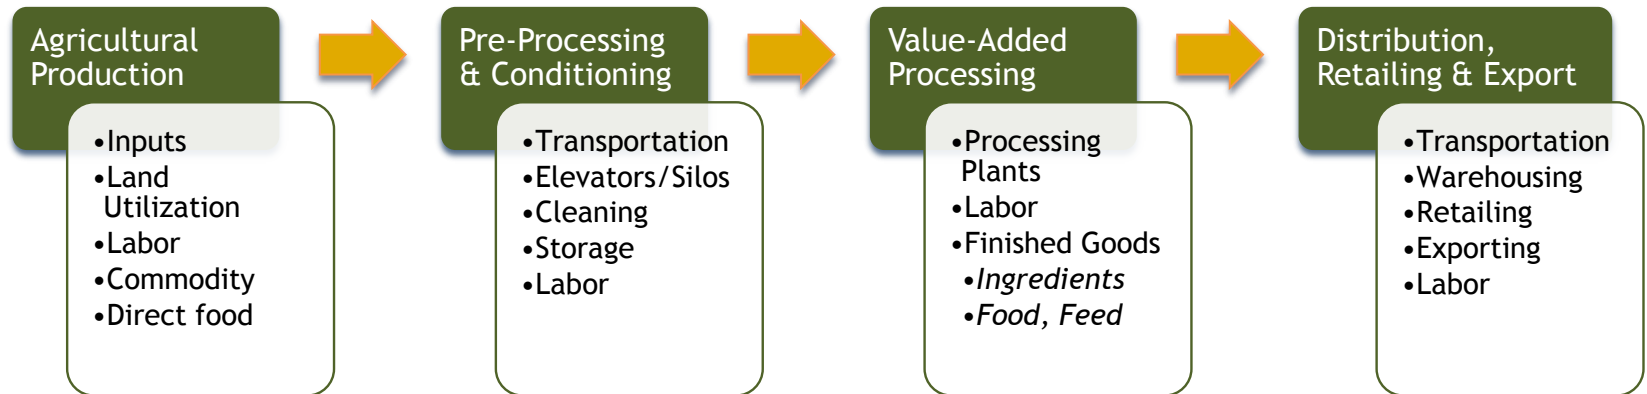 Agricultural
Production
•Inputs
•Land
Utilization
•Labor
•Commodity
•Direct food
Pre-Processing
& Conditioning
•Transportation
•Elevators/Silos
•Cleaning
•Storage
•Labor
Value-Added
Processing
•Processing
Plants
•Labor
•Finished Goods
•Ingredients
•Food, Feed
Distribution,
Retailing & Export
•Transportation
•Warehousing
•Retailing
•Exporting
•Labor